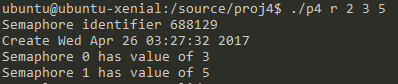 ubuntu@ubuntu-xenial:/source/proj4$ ./p4 r 2 3 5
Semaphore identifier 688129
Create Wed Apr 26 03:27:32 2017
Semaphore 0 has value of 3
Semaphore 1 has value of 5